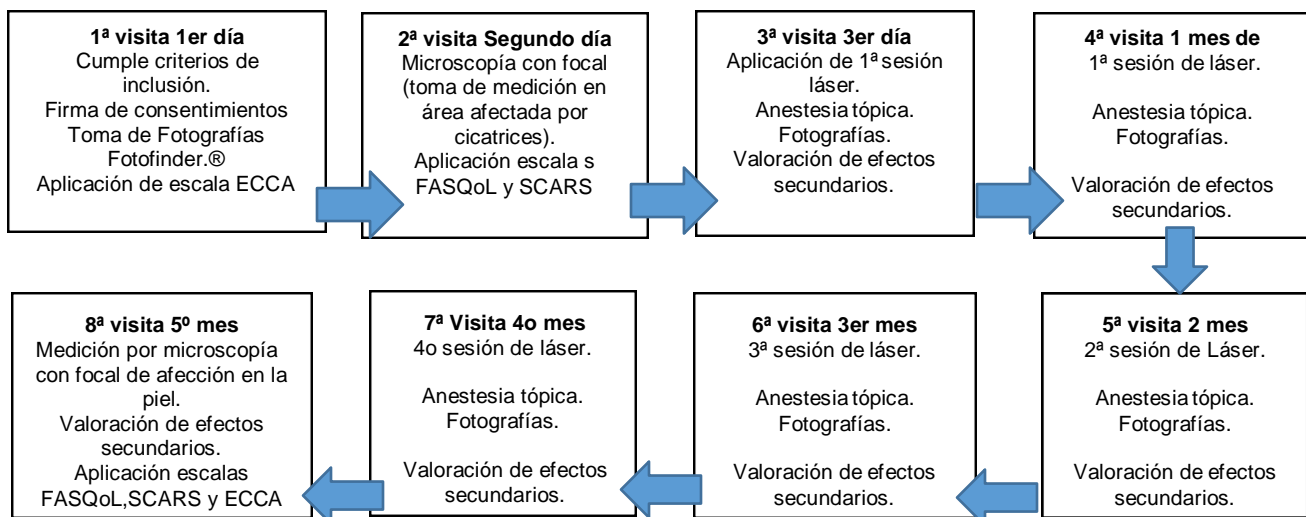 1ª visita 1er día
Cumple criterios de
inclusión.
Firma de consentimientos
Toma de Fotografías
Fotofinder.®
Aplicación de escala ECCA
2ª visita Segundo día
Microscopía con focal
(toma de medición en
área afectada por
cicatrices).
Aplicación escala s
FASQoL y SCARS
3ª visita 3er día
Aplicación de 1ª sesión
láser.
Anestesia tópica.
Fotografías.
Valoración de efectos
secundarios.
4ª visita 1 mes de
1ª sesión de láser.
Anestesia tópica.
Fotografías.
Valoración de efectos
secundarios.
5ª visita 2 mes
2ª sesión de Láser.
Anestesia tópica.
Fotografías.
Valoración de efectos
secundarios.
6ª visita 3er mes
3ª sesión de láser.
Anestesia tópica.
Fotografías.
Valoración de efectos
secundarios.
7ª Visita 4o mes
4o sesión de láser.
Anestesia tópica.
Fotografías.
Valoración de efectos
secundarios.
8ª visita 5º mes
Medición por microscopía
con focal de afección en la
piel.
Valoración de efectos
secundarios.
Aplicación escalas
FASQoL,SCARS y ECCA